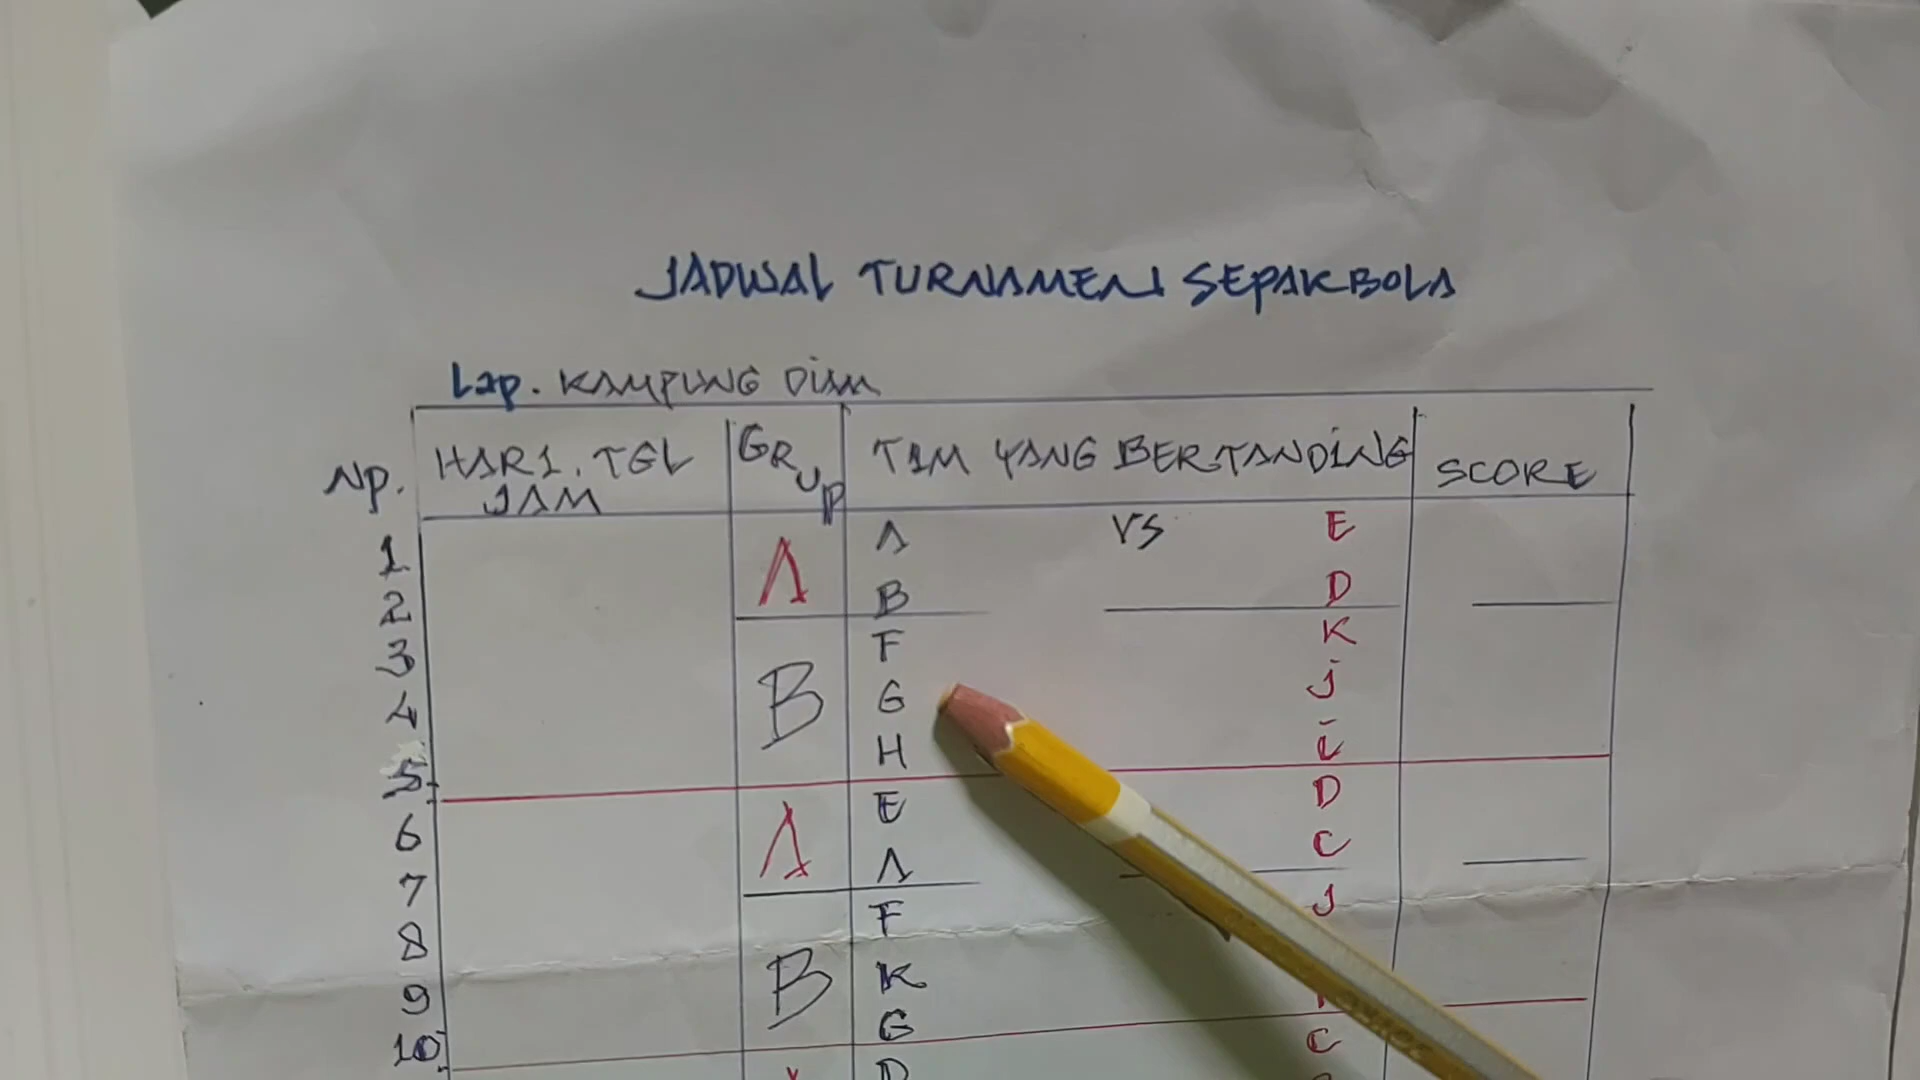 JADWAL TURNAMEN SEPAKBOLA
Lap. KAMPUNG DIAM
No. HARI, TGL JAM GRUP TIM YANG BERTANDING SCORE
1 A A VS E
2 B D
3 F K
4 B G J
5 H i
6 E D
7 A A C
8 F J
9 B K
10 G
D C